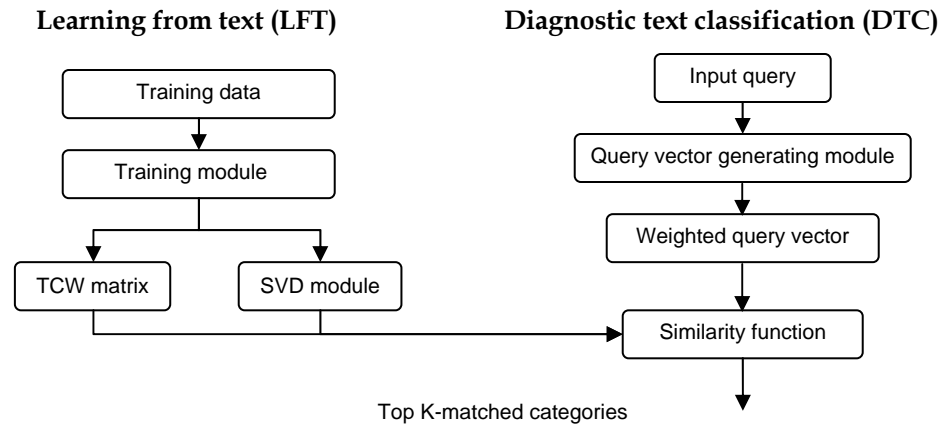 Learning from text (LFT)
Training data
Training module
TCW matrix
SVD module
Diagnostic text classification (DTC)
Input query
Query vector generating module
Weighted query vector
Similarity function
Top K-matched categories